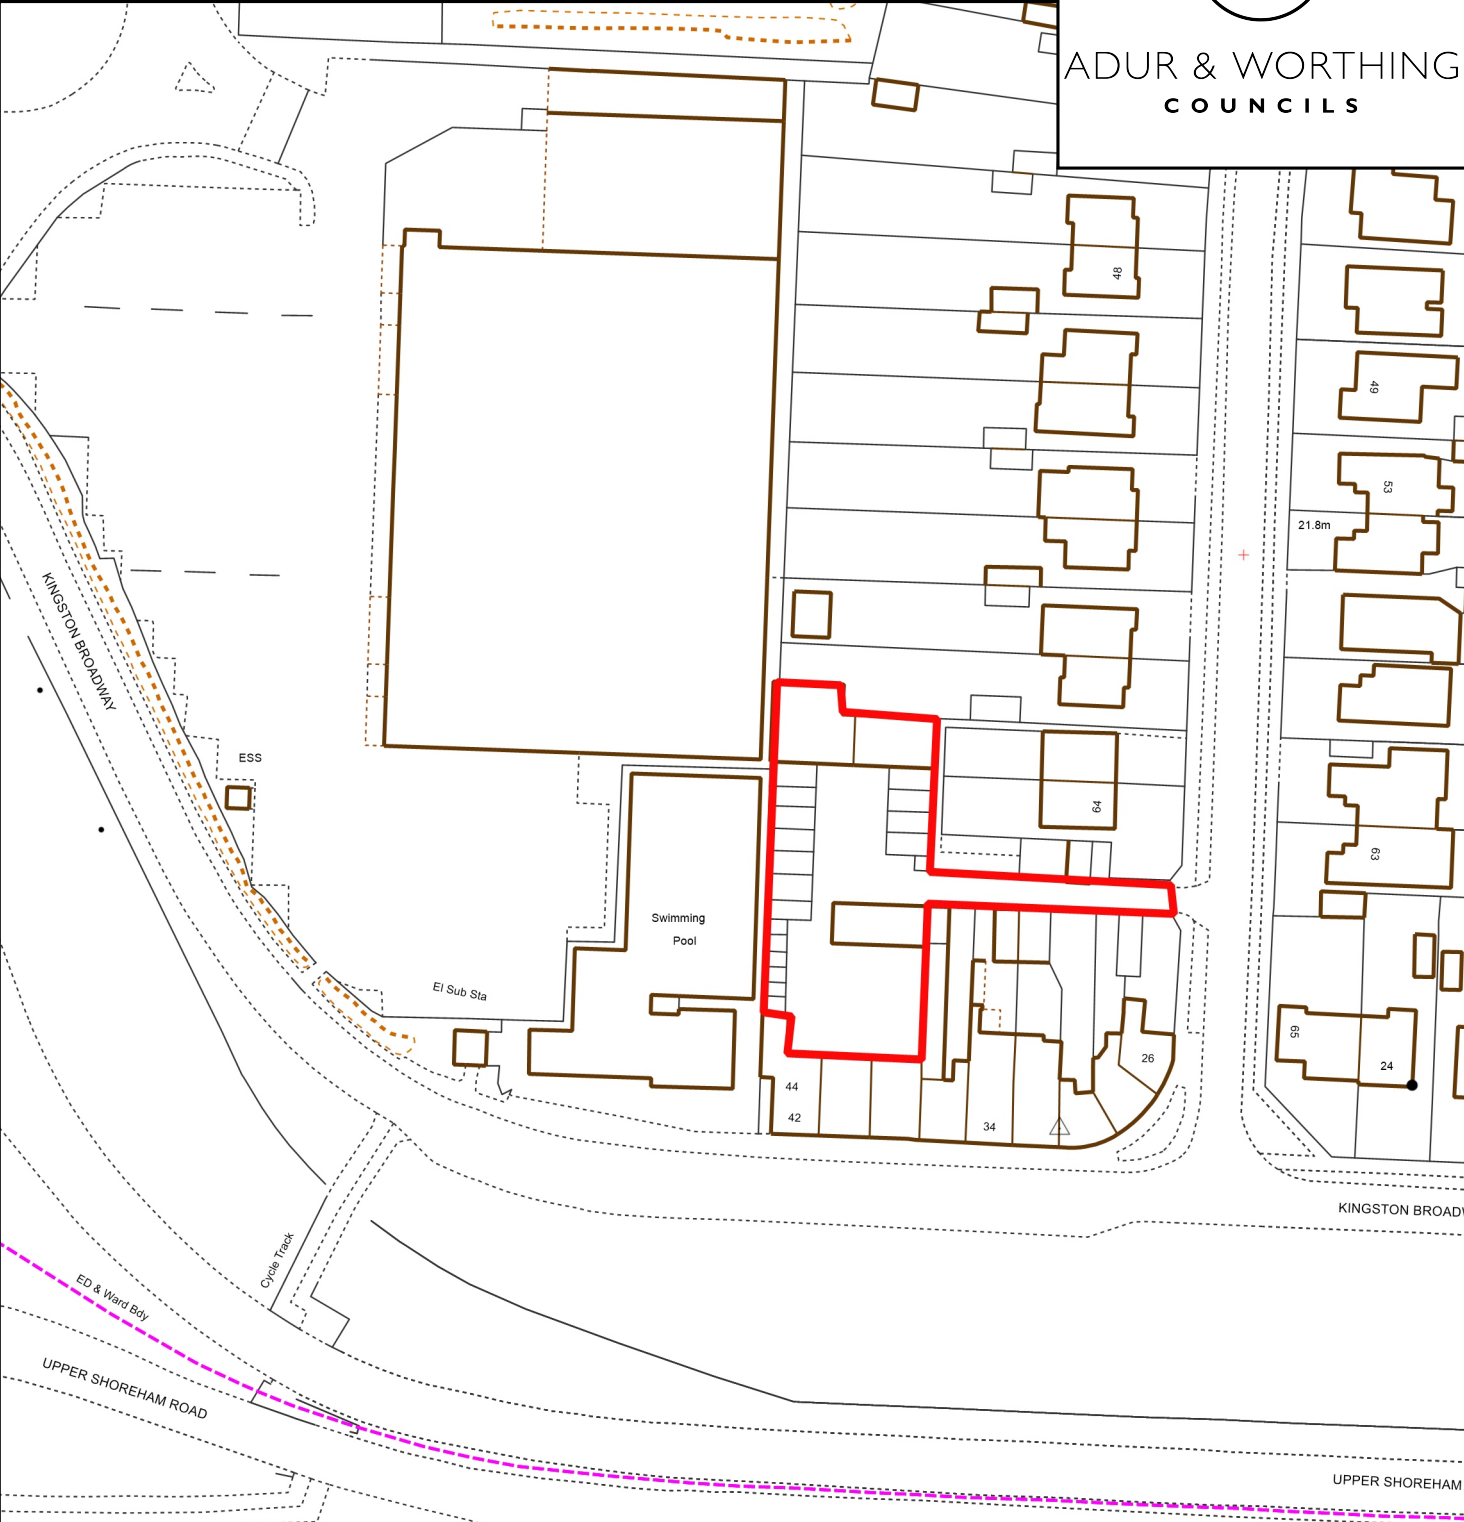 ADUR & WORTHING
COUNCILS
48
49
53
21.8m
KINGSTON BROADWAY
ESS
64
63
Swimming
Pool
El Sub Sta
65
24
26
44
42
34
KINGSTON BROADW
Cycle Track
ED & Ward Bdy
UPPER SHOREHAM ROAD
UPPER SHOREHAM